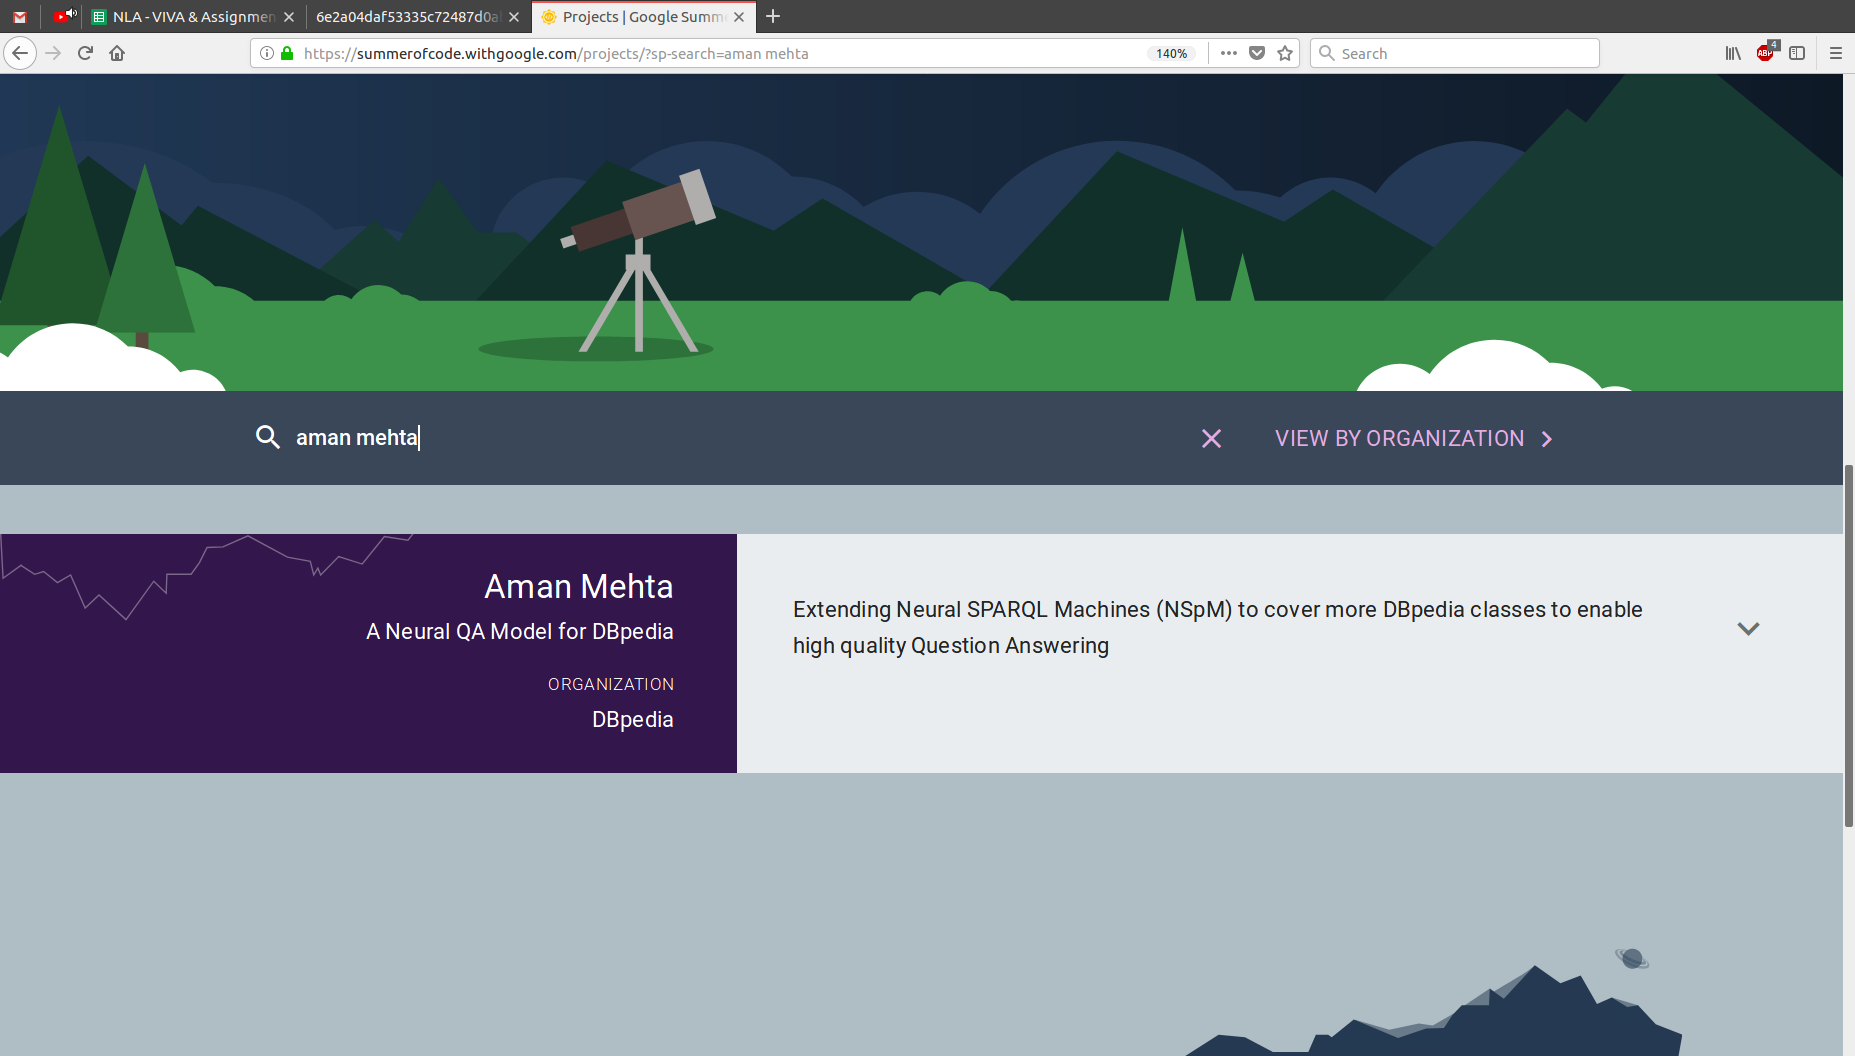 NLA - VIVA & Assignmen
6e2a04daf53335c72487d0a
Projects | Google Summ
https://summerofcode.withgoogle.com/projects/?sp-search=aman mehta
140%
Search
ABP
4
aman mehta
VIEW BY ORGANIZATION
Aman Mehta
A Neural QA Model for DBpedia
ORGANIZATION
DBpedia
Extending Neural SPARQL Machines (NSpM) to cover more DBpedia classes to enable
high quality Question Answering